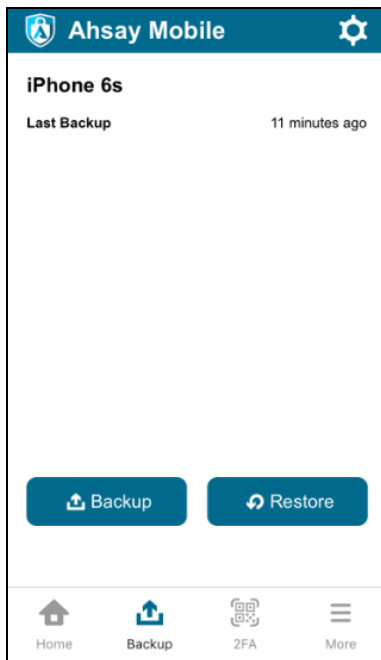 Ahsay Mobile
iPhone 6s
Last Backup 11 minutes ago
Backup Restore
Home Backup 2FA More